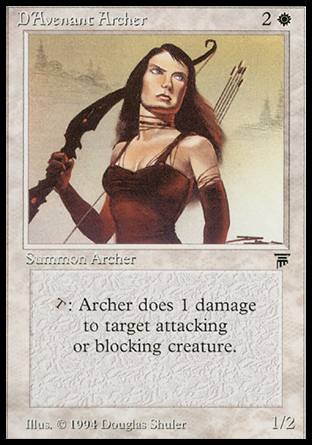 D'Avenant Archer 2
Summon Archer
: Archer does 1 damage
to target attacking
or blocking creature.
Illus. © 1994 Douglas Shuler 1/2